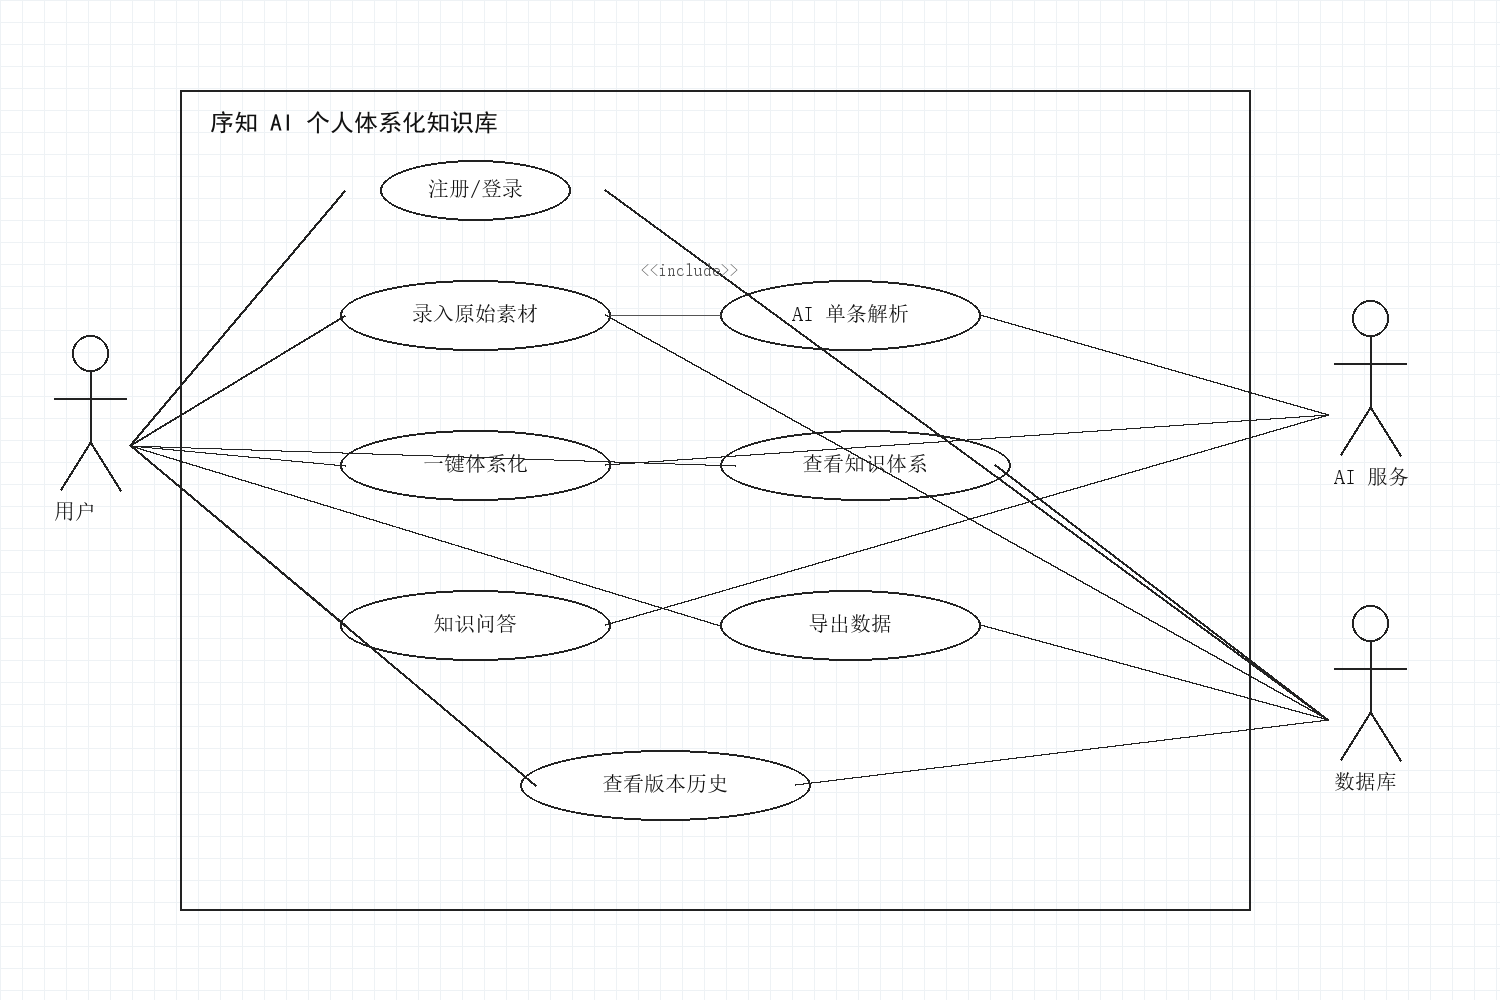 序知 AI 个人体系化知识库
注册/登录
<<include>>
录入原始素材
AI 单条解析
一键体系化
查看知识体系
AI 服务
用户
知识问答
导出数据
查看版本历史
数据库